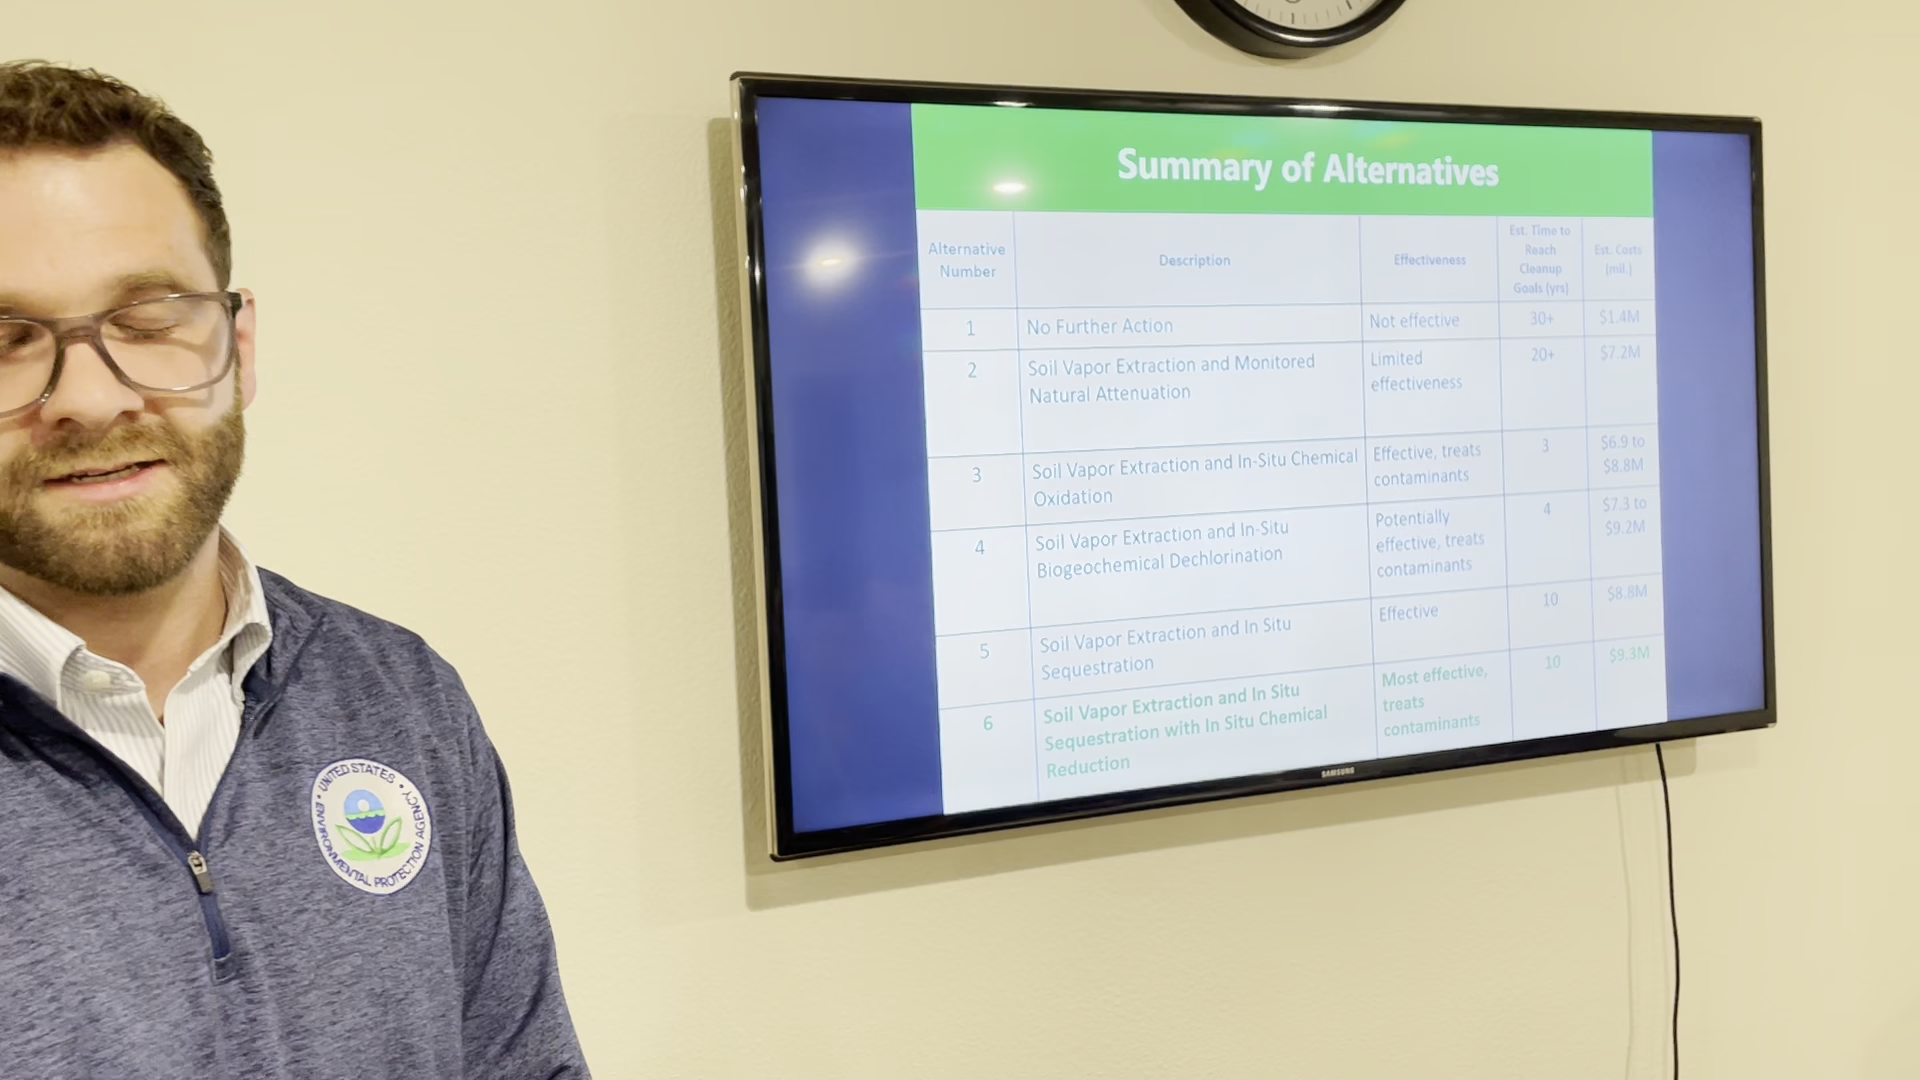 Summary of Alternatives
Alternative
Number
Description
Effectiveness
Est. Time to
Reach
Cleanup
Goals (yrs)
Est. Costs
(mil.)
1
No Further Action
Not effective
30+
$1.4M
2
Soil Vapor Extraction and Monitored
Natural Attenuation
Limited
effectiveness
20+
$7.2M
3
Soil Vapor Extraction and In-Situ Chemical
Oxidation
Effective, treats
contaminants
3
$6.9 to
$8.8M
4
Soil Vapor Extraction and In-Situ
Biogeochemical Dechlorination
Potentially
effective, treats
contaminants
4
$7.3 to
$9.2M
5
Soil Vapor Extraction and In Situ
Sequestration
Effective
10
$8.8M
6
Soil Vapor Extraction and In Situ
Sequestration with In Situ Chemical
Reduction
Most effective,
treats
contaminants
10
$9.3M
SAMSUNG
UNITED STATES
ENVIRONMENTAL PROTECTION AGENCY